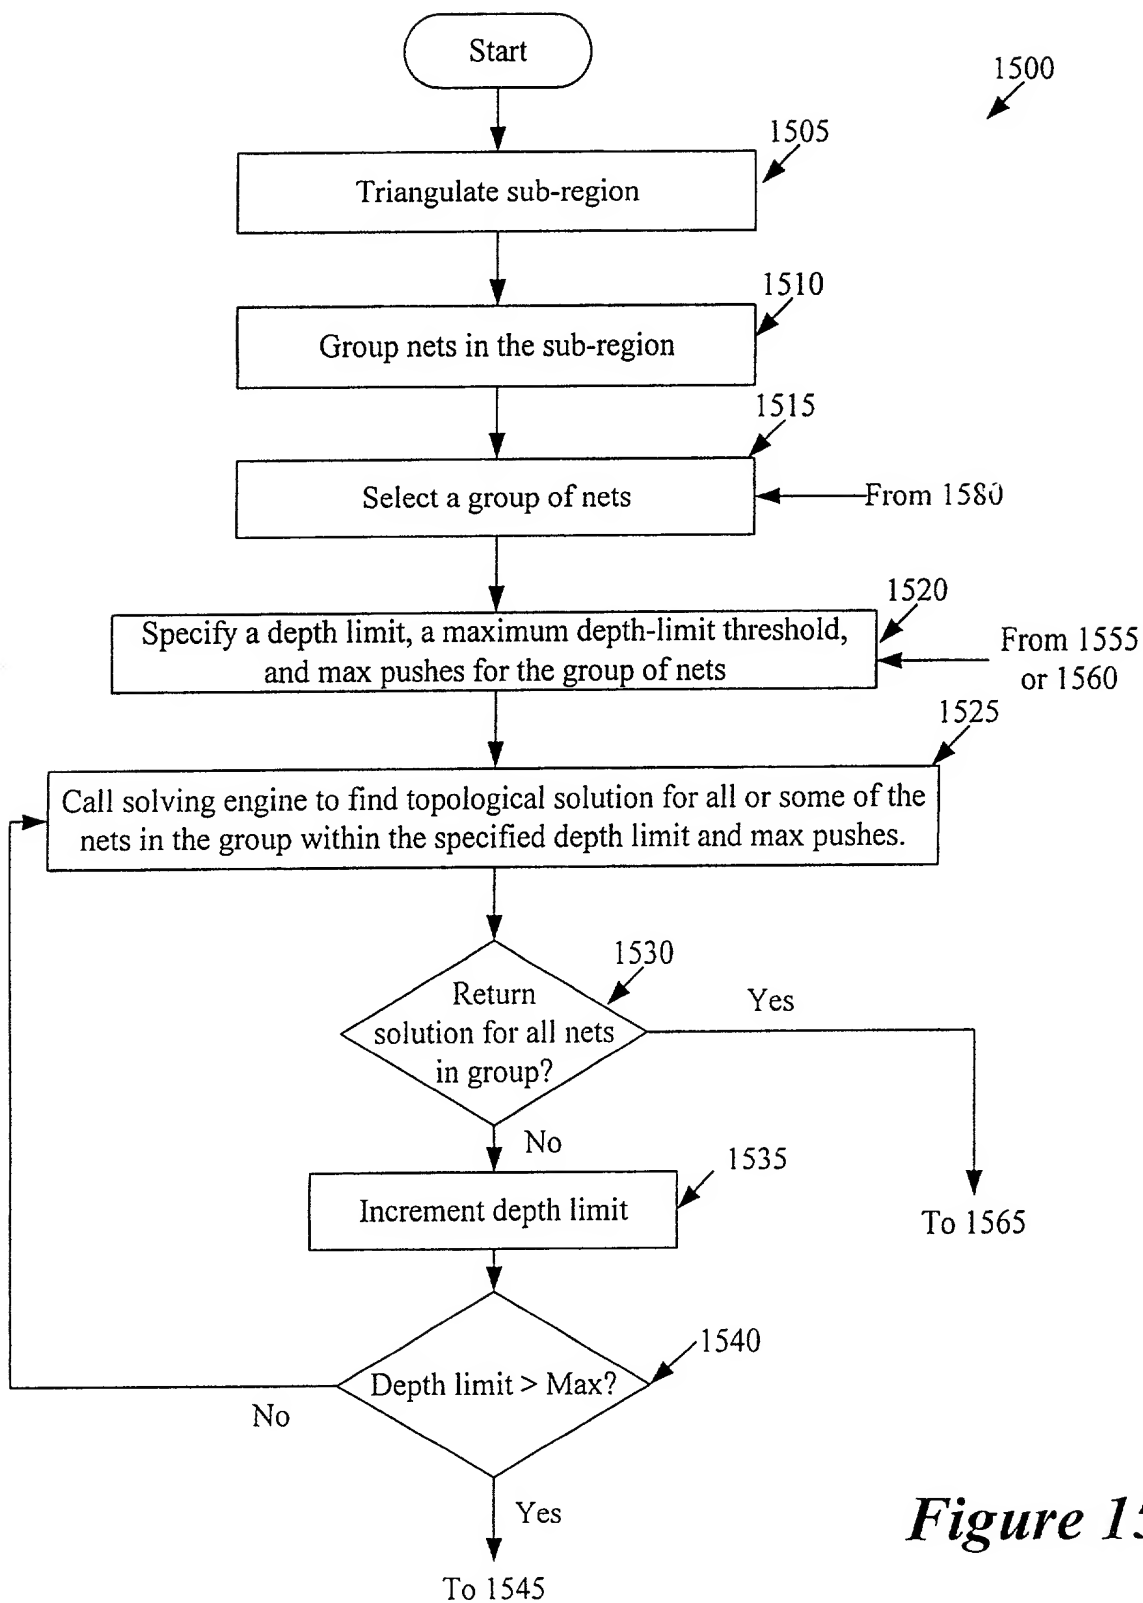 Start
1500
1505
Triangulate sub-region
1510
Group nets in the sub-region
1515
Select a group of nets
From 1580
1520
Specify a depth limit, a maximum depth-limit threshold,
and max pushes for the group of nets
From 1555
or 1560
1525
Call solving engine to find topological solution for all or some of the
nets in the group within the specified depth limit and max pushes.
1530
Return
solution for all nets
in group?
Yes
No
1535
Increment depth limit
To 1565
1540
Depth limit > Max?
No
Yes
To 1545
Figure 15